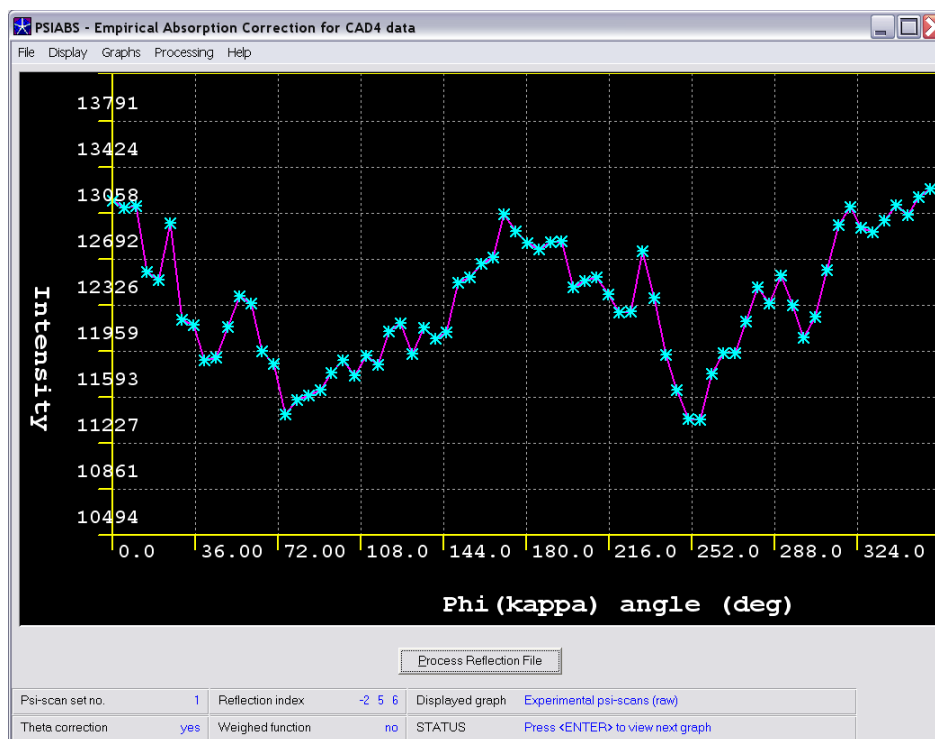 PSIABS - Empirical Absorption Correction for CAD4 data
File Display Graphs Processing Help
13791
13424
13058
12692
12326
11959
11593
11227
10861
10494
Intensity
0.0 36.00 72.00 108.0 144.0 180.0 216.0 252.0 288.0 324.0
Phi(kappa) angle (deg)
Process Reflection File
Psi-scan set no. 1 Reflection index -2 5 6 Displayed graph Experimental psi-scans (raw)
Theta correction yes Weighed function no STATUS Press <ENTER> to view next graph